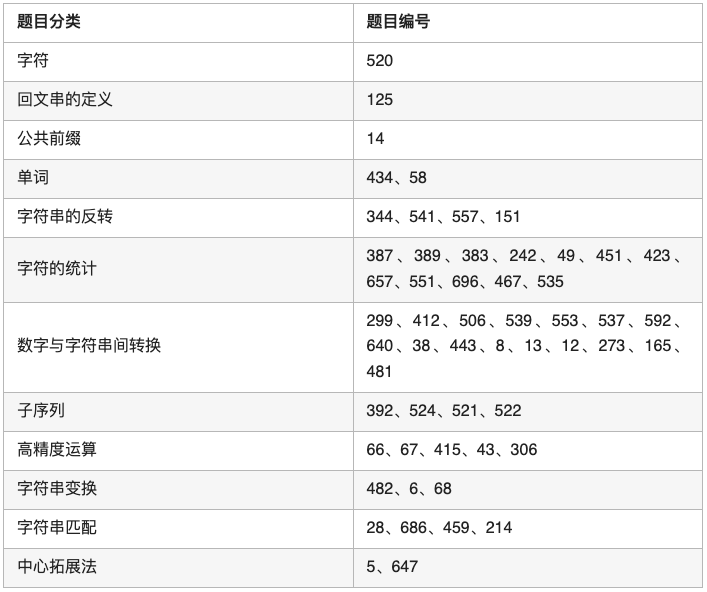 题目分类 题目编号
字符 520
回文串的定义 125
公共前缀 14
单词 434、58
字符串的反转 344、541、557、151
字符的统计 387、389、383、242、49、451、423、
657、551、696、467、535
数字与字符串间转换 299、412、506、539、553、537、592、
640、38、443、8、13、12、273、165、
481
子序列 392、524、521、522
高精度运算 66、67、415、43、306
字符串变换 482、6、68
字符串匹配 28、686、459、214
中心拓展法 5、647